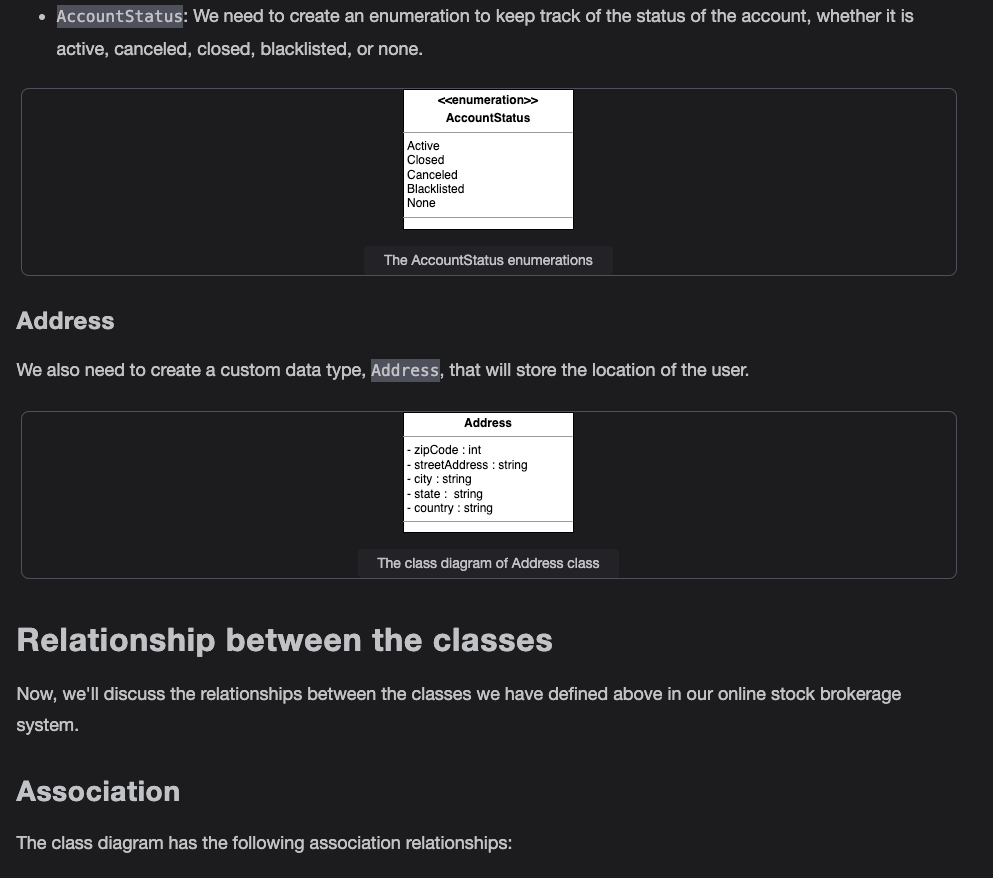 • AccountStatus: We need to create an enumeration to keep track of the status of the account, whether it is
active, canceled, closed, blacklisted, or none.
<<enumeration>>
AccountStatus
Active
Closed
Canceled
Blacklisted
None
The AccountStatus enumerations
Address
We also need to create a custom data type, Address, that will store the location of the user.
Address
- zipCode : int
- streetAddress : string
- city : string
- state :  string
- country : string
The class diagram of Address class
Relationship between the classes
Now, we'll discuss the relationships between the classes we have defined above in our online stock brokerage
system.
Association
The class diagram has the following association relationships: